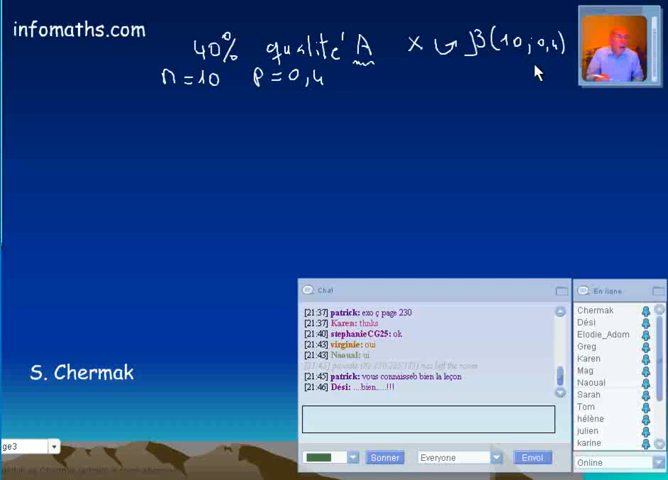 infomaths.com
40% qualité A X ↪ B(10; 0,4)
n = 10 P = 0,4
S. Chermak
Chat
[21:37] patrick: exo ç page 230
[21:37] Karen: thnks
[21:40] stephanieCG25: ok
[21:43] virginie: oui
[21:43] Naoual: ui
[21:45] patrick: vous connaisseb bien la leçon
[21:46] Dési: ....bien.....!!!
Sonner
Everyone
Envoi
En ligne
Chermak
Dési
Elodie_Adom
Greg
Karen
Mag
Naoual
Saran
Tom
hélène
julien
karine
Online
ge3